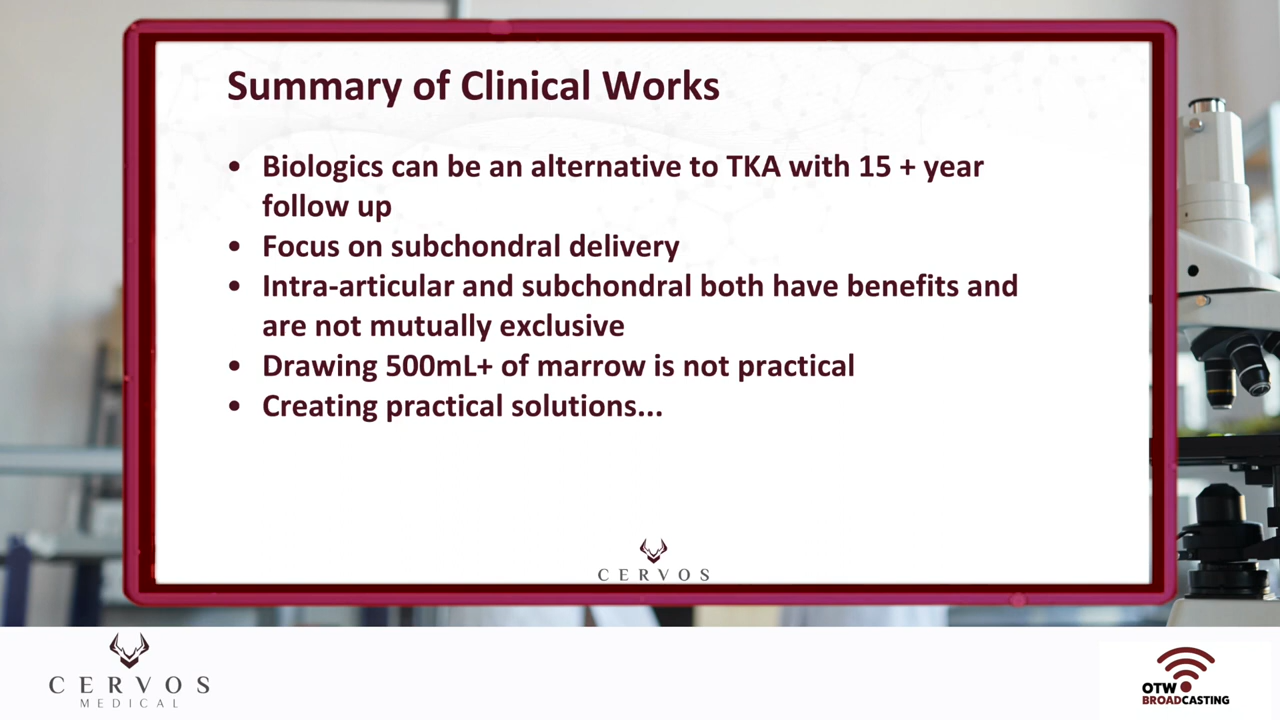 Summary of Clinical Works
• Biologics can be an alternative to TKA with 15 + year
follow up
• Focus on subchondral delivery
• Intra-articular and subchondral both have benefits and
are not mutually exclusive
• Drawing 500mL+ of marrow is not practical
• Creating practical solutions...
CERVOS
CERVOS
MEDICAL
OTW
BROADCASTING